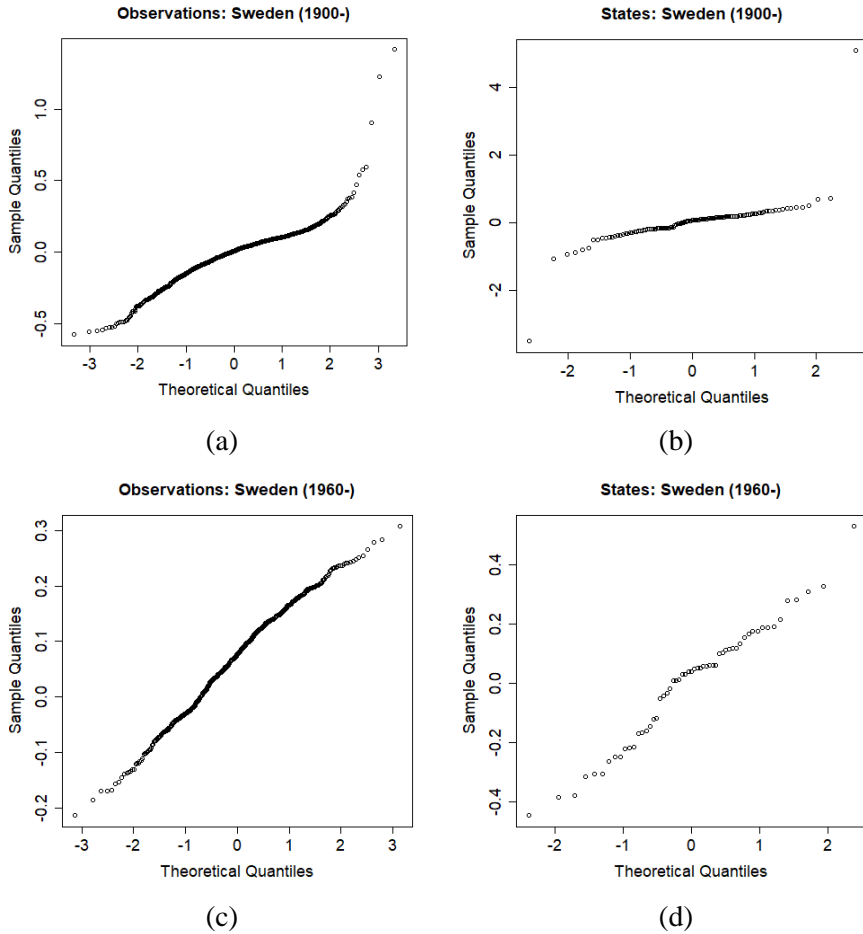 Observations: Sweden (1900-)
Sample Quantiles
-0.5 0.0 0.5 1.0
-3 -2 -1 0 1 2 3
Theoretical Quantiles
(a)
States: Sweden (1900-)
Sample Quantiles
-2 0 2 4
-2 -1 0 1 2
Theoretical Quantiles
(b)
Observations: Sweden (1960-)
Sample Quantiles
-0.2 -0.1 0.0 0.1 0.2 0.3
-3 -2 -1 0 1 2 3
Theoretical Quantiles
(c)
States: Sweden (1960-)
Sample Quantiles
-0.4 -0.2 0.0 0.2 0.4
-2 -1 0 1 2
Theoretical Quantiles
(d)